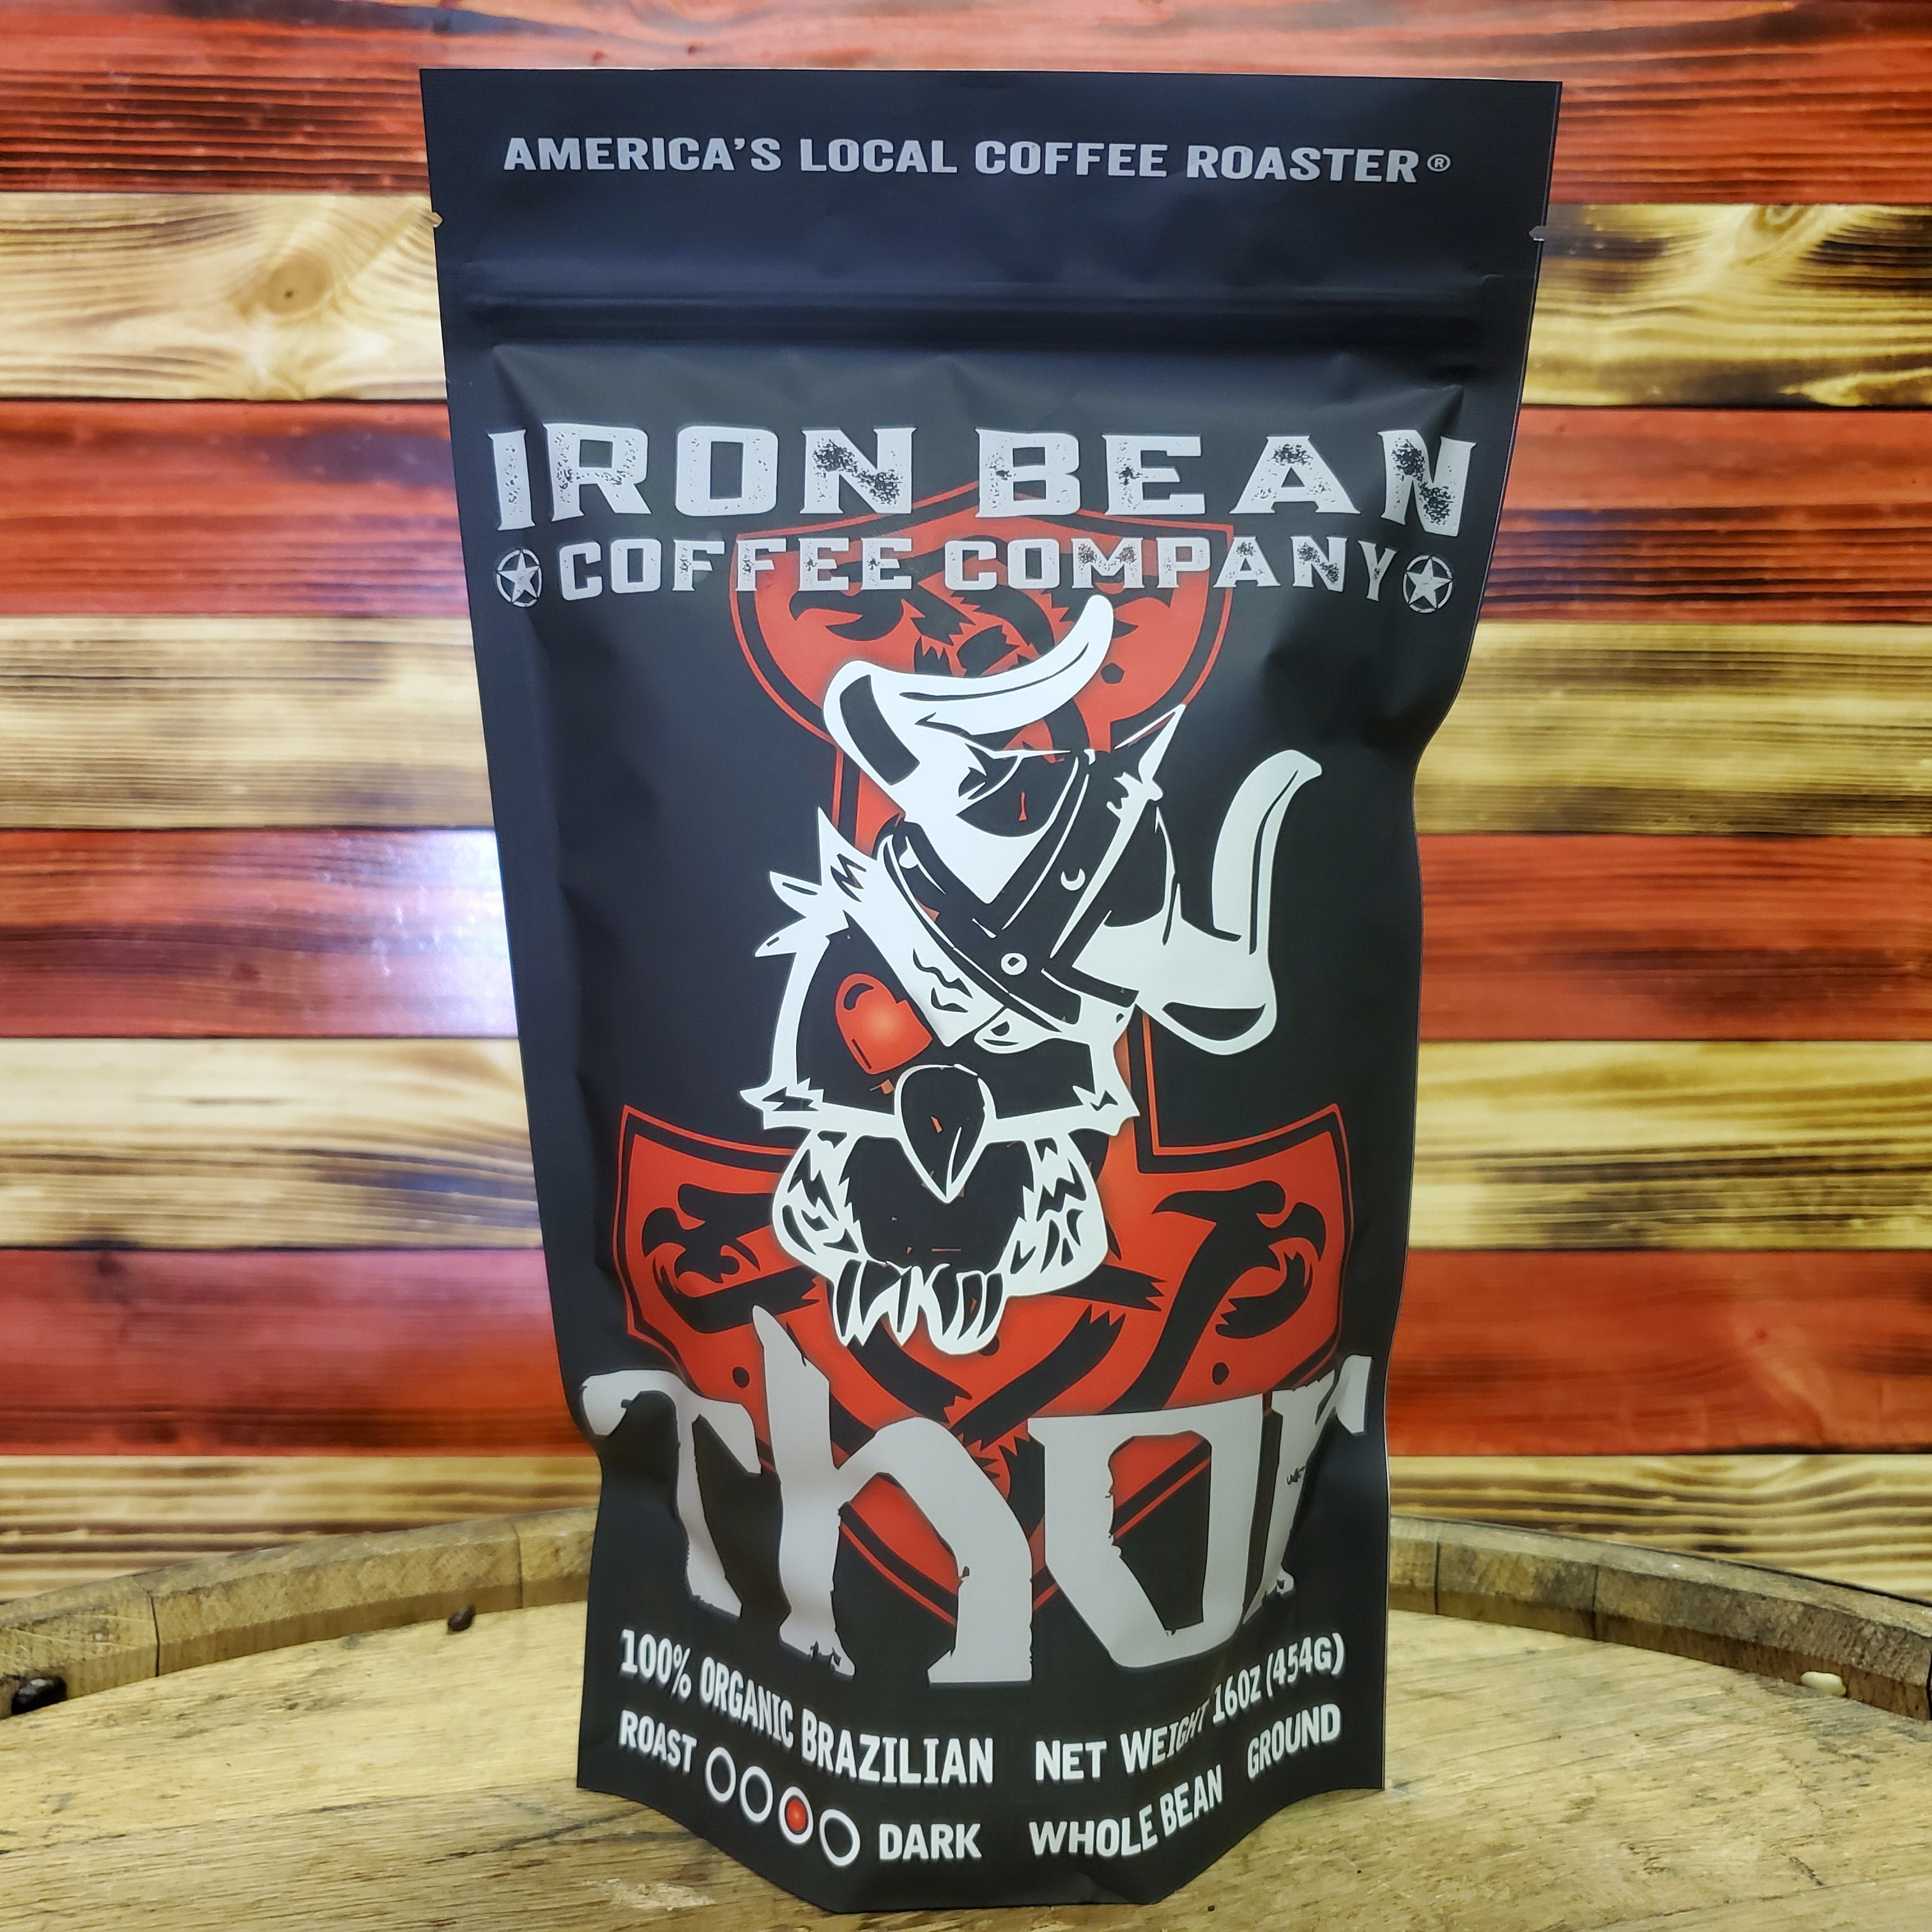 AMERICA'S LOCAL COFFEE ROASTER®
IRON BEAN
COFFEE COMPANY
Thor
100% ORGANIC BRAZILIAN NET WEIGHT 16OZ (454G)
ROAST DARK WHOLE BEAN GROUND